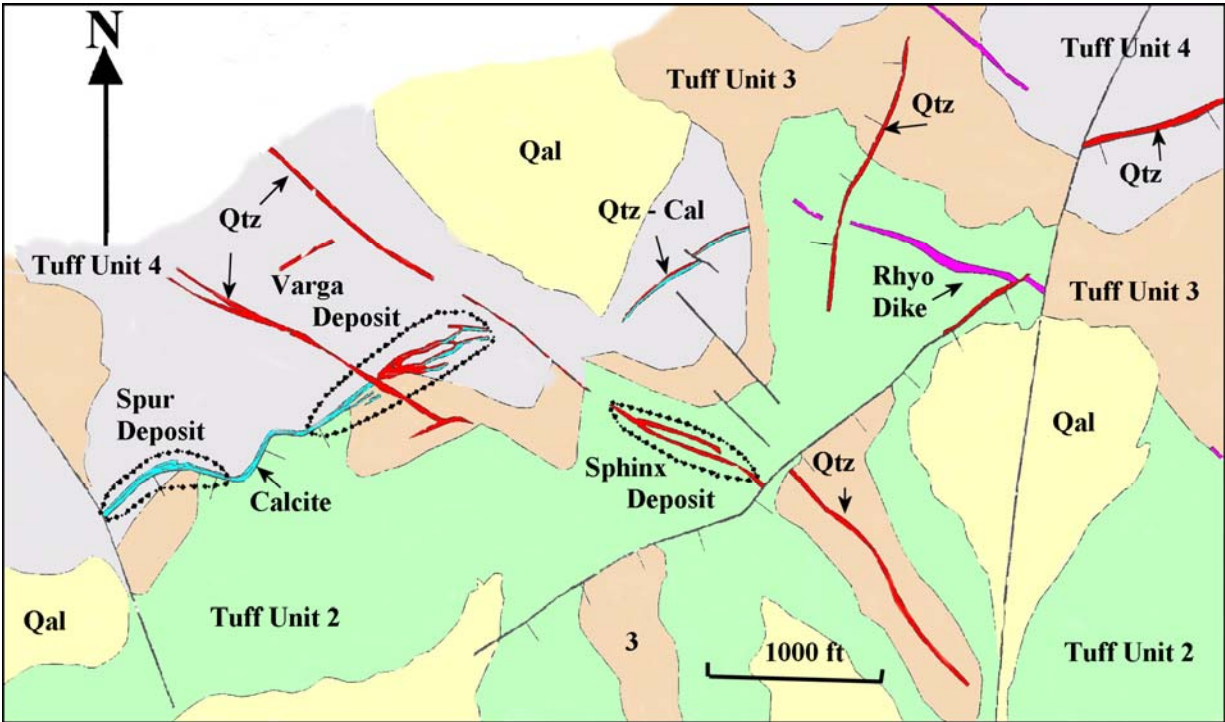 N
Tuff Unit 3
Tuff Unit 4
Qtz
Qal
Qtz
Qtz
Qtz - Cal
Tuff Unit 4
Varga
Deposit
Rhyo
Dike
Tuff Unit 3
Spur
Deposit
Calcite
Sphinx
Deposit
Qtz
Qal
Qal
Tuff Unit 2
3
1000 ft
Tuff Unit 2